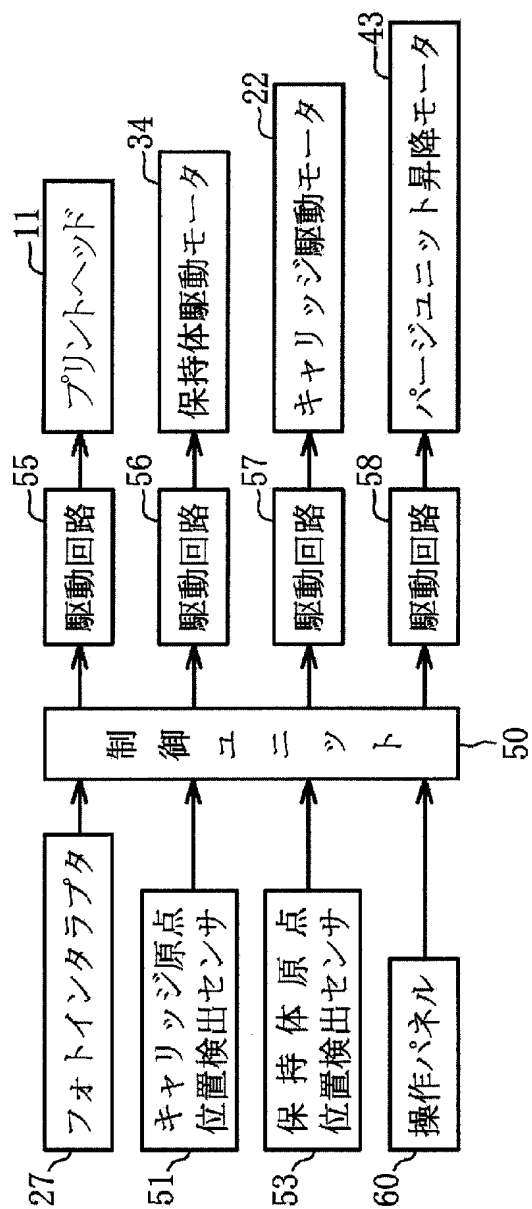 27
フォトインタラプタ
51
キャリッジ原点
位置検出センサ
53
保持体原点
位置検出センサ
60
操作パネル
制御ユニット
50
55
駆動回路
56
駆動回路
57
駆動回路
58
駆動回路
11
プリントヘッド
34
保持体駆動モータ
22
キャリッジ駆動モータ
43
パージユニット昇降モータ